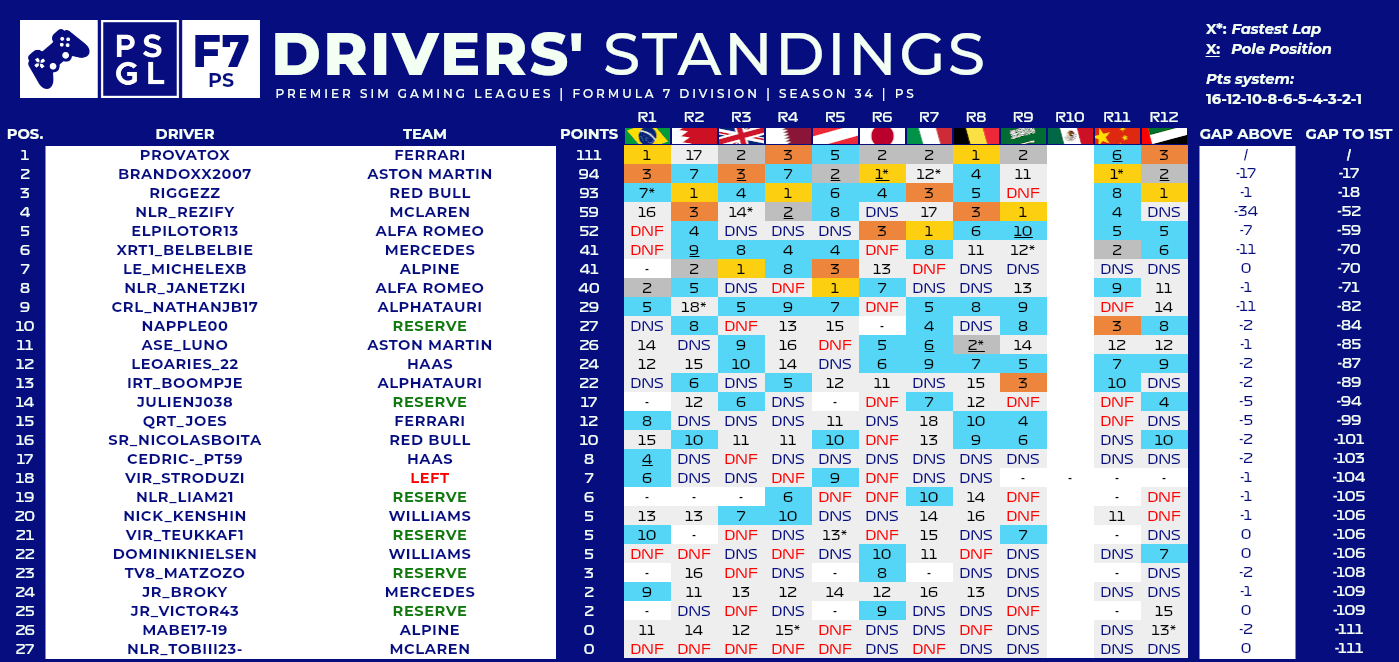 PS GL F7 PS DRIVERS' STANDINGS
PREMIER SIM GAMING LEAGUES | FORMULA 7 DIVISION | SEASON 34 | PS
X*: Fastest Lap
X: Pole Position
Pts system:
16-12-10-8-6-5-4-3-2-1
R1 R2 R3 R4 R5 R6 R7 R8 R9 R10 R11 R12
POS. DRIVER TEAM POINTS GAP ABOVE GAP TO 1ST
1 PROVATOX FERRARI 111 1 17 2 3 5 2 2 1 2 6 3 / /
2 BRANDOXX2007 ASTON MARTIN 94 3 7 3 7 2 1* 12* 4 11 1* 2 -17 -17
3 RIGGEZZ RED BULL 93 7* 1 4 1 6 4 3 5 DNF 8 1 -1 -18
4 NLR_REZIFY MCLAREN 59 16 3 14* 2 8 DNS 17 3 1 4 DNS -34 -52
5 ELPILOTOR13 ALFA ROMEO 52 DNF 4 DNS DNS DNS 3 1 6 10 5 5 -7 -59
6 XRT1_BELBELBIE MERCEDES 41 DNF 9 8 4 4 DNF 8 11 12* 2 6 -11 -70
7 LE_MICHELEXB ALPINE 41 - 2 1 8 3 13 DNF DNS DNS DNS DNS 0 -70
8 NLR_JANETZKI ALFA ROMEO 40 2 5 DNS DNF 1 7 DNS DNS 13 9 11 -1 -71
9 CRL_NATHANJB17 ALPHATAURI 29 5 18* 5 9 7 DNF 5 8 9 DNF 14 -11 -82
10 NAPPLE00 RESERVE 27 DNS 8 DNF 13 15 - 4 DNS 8 3 8 -2 -84
11 ASE_LUNO ASTON MARTIN 26 14 DNS 9 16 DNF 5 6 2* 14 12 12 -1 -85
12 LEOARIES_22 HAAS 24 12 15 10 14 DNS 6 9 7 5 7 9 -2 -87
13 IRT_BOOMPJE ALPHATAURI 22 DNS 6 DNS 5 12 11 DNS 15 3 10 DNS -2 -89
14 JULIENJ038 RESERVE 17 - 12 6 DNS - DNF 7 12 DNF DNF 4 -5 -94
15 QRT_JOES FERRARI 12 8 DNS DNS DNS 11 DNS 18 10 4 DNF DNS -5 -99
16 SR_NICOLASBOITA RED BULL 10 15 10 11 11 10 DNF 13 9 6 DNS 10 -2 -101
17 CEDRIC-_PT59 HAAS 8 4 DNS DNF DNS DNS DNS DNS DNS DNS DNS DNS -2 -103
18 VIR_STRODUZI LEFT 7 6 DNS DNS DNF 9 DNF DNS DNS - - - - -1 -104
19 NLR_LIAM21 RESERVE 6 - - - 6 DNF DNF 10 14 DNF - DNF -1 -105
20 NICK_KENSHIN WILLIAMS 5 13 13 7 10 DNS DNS 14 16 DNF 11 DNF -1 -106
21 VIR_TEUKKAF1 RESERVE 5 10 - DNF DNS 13* DNF 15 DNS 7 - DNS 0 -106
22 DOMINIKNIELSEN WILLIAMS 5 DNF DNF DNS DNF DNS 10 11 DNF DNS DNS 7 0 -106
23 TV8_MATZOZO RESERVE 3 - 16 DNF DNS - 8 - DNS DNS - DNS -2 -108
24 JR_BROKY MERCEDES 2 9 11 13 12 14 12 16 13 DNS DNS DNS -1 -109
25 JR_VICTOR43 RESERVE 2 - DNS DNF DNS - 9 DNS DNS DNF - 15 0 -109
26 MABE17-19 ALPINE 0 11 14 12 15* DNF DNS DNS DNF DNS DNS 13* -2 -111
27 NLR_TOBIII23- MCLAREN 0 DNF DNF DNF DNF DNF DNS DNS DNS DNS DNS DNS 0 -111